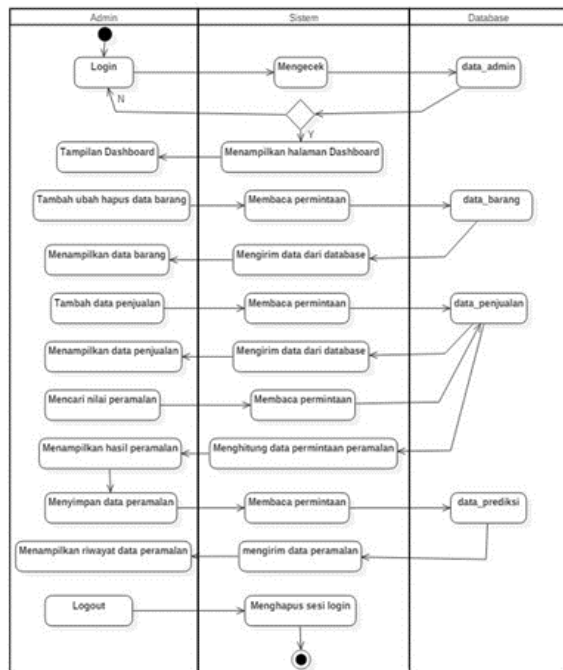 Admin Sistem Database
Login Mengecek data_admin
N
Y
Tampilan Dashboard Menampilkan halaman Dashboard
Tambah ubah hapus data barang Membaca permintaan data_barang
Menampilkan data barang Mengirim data dari database
Tambah data penjualan Membaca permintaan data_penjualan
Menampilkan data penjualan Mengirim data dari database
Mencari nilai peramalan Membaca permintaan
Menampilkan hasil peramalan Menghitung data permintaan peramalan
Menyimpan data peramalan Membaca permintaan data_prediksi
Menampilkan riwayat data peramalan mengirim data peramalan
Logout Menghapus sesi login